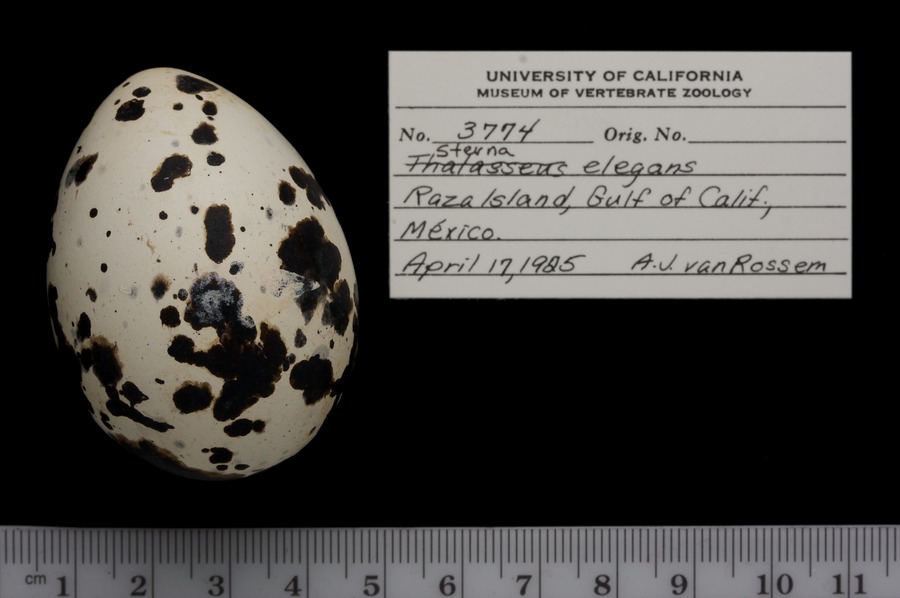 UNIVERSITY OF CALIFORNIA
MUSEUM OF VERTEBRATE ZOOLOGY
No. 3774 Orig. No.
Sterna
Thalasseus elegans
Raza Island, Gulf of Calif.,
México.
April 17, 1925 A.J. van Rossem
cm 1 2 3 4 5 6 7 8 9 10 11